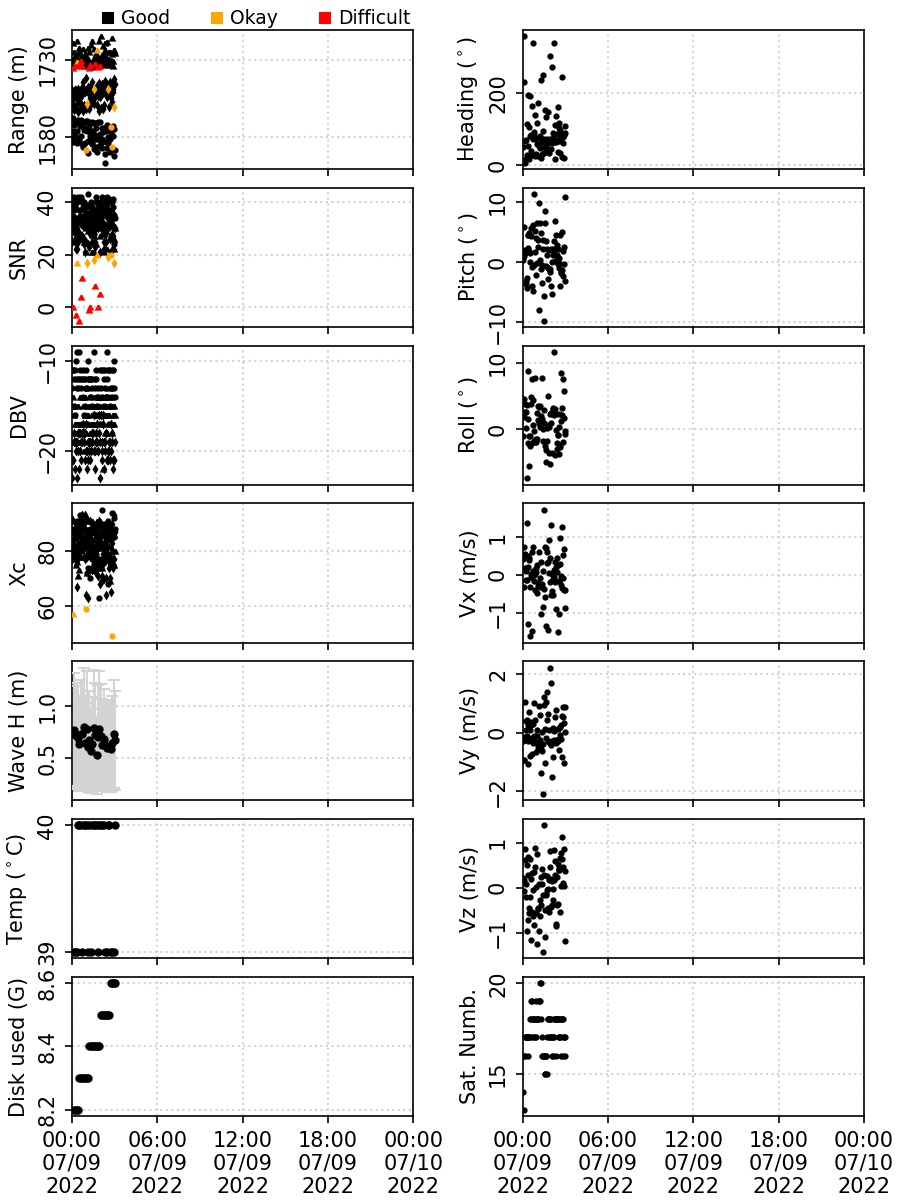 Good Okay Difficult
Range (m)
1730
1580
Heading (°)
200
0
SNR
40
20
0
Pitch (°)
10
0
−10
DBV
−10
−20
Roll (°)
10
0
Xc
80
60
Vx (m/s)
1
0
−1
Wave H (m)
1.0
0.5
Vy (m/s)
2
0
−2
Temp (°C)
40
39
Vz (m/s)
1
0
−1
Disk used (G)
8.6
8.4
8.2
Sat. Numb.
20
15
00:00 06:00 12:00 18:00 00:00
07/09 07/09 07/09 07/09 07/10
2022 2022 2022 2022 2022
00:00 06:00 12:00 18:00 00:00
07/09 07/09 07/09 07/09 07/10
2022 2022 2022 2022 2022